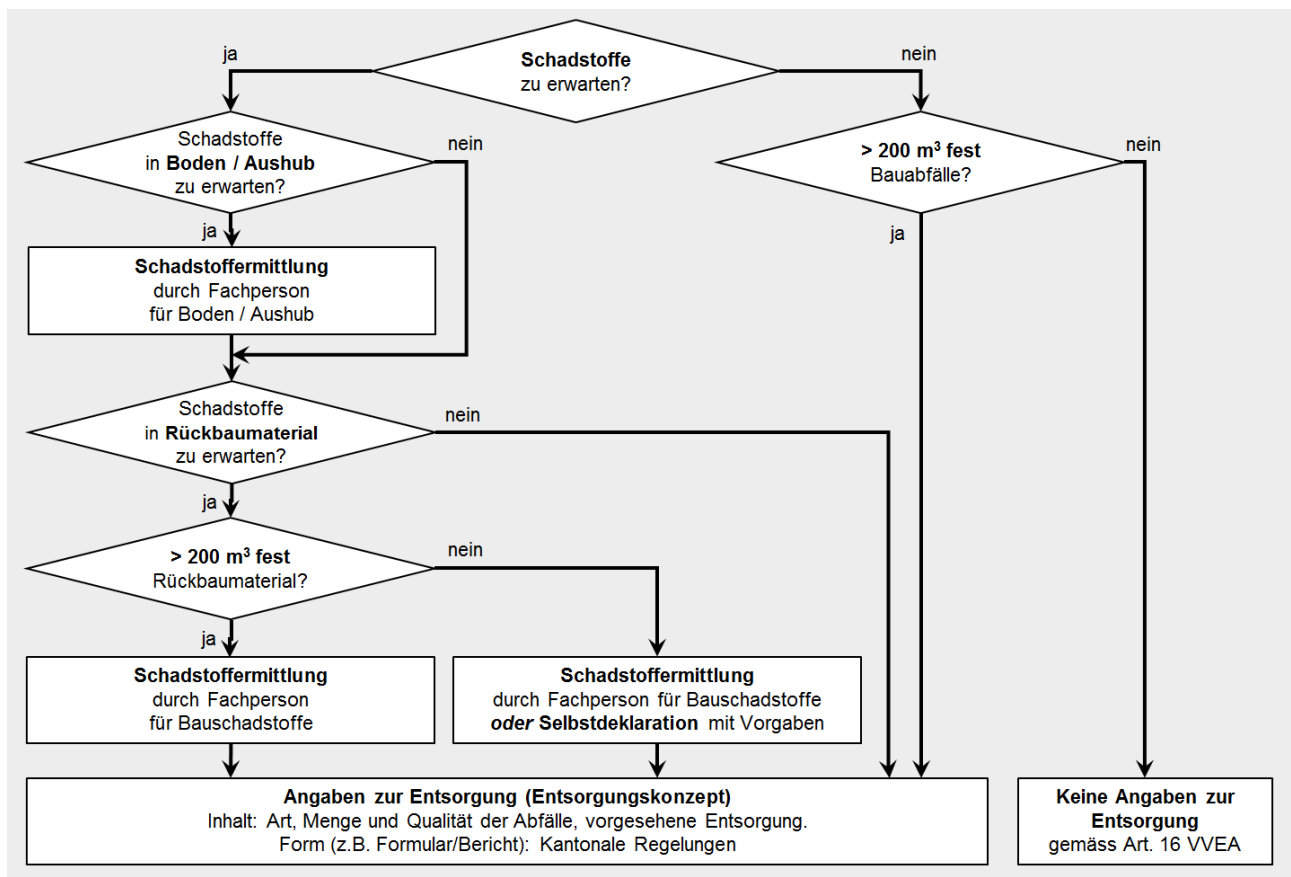 Schadstoffe
zu erwarten?
ja
nein
Schadstoffe
in Boden / Aushub
zu erwarten?
nein
> 200 m³ fest
Bauabfälle?
nein
ja
ja
Schadstoffermittlung
durch Fachperson
für Boden / Aushub
Schadstoffe
in Rückbaumaterial
zu erwarten?
nein
ja
> 200 m³ fest
Rückbaumaterial?
nein
ja
Schadstoffermittlung
durch Fachperson
für Bauschadstoffe
Schadstoffermittlung
durch Fachperson für Bauschadstoffe
oder Selbstdeklaration mit Vorgaben
Angaben zur Entsorgung (Entsorgungskonzept)
Inhalt: Art, Menge und Qualität der Abfälle, vorgesehene Entsorgung.
Form (z.B. Formular/Bericht): Kantonale Regelungen
Keine Angaben zur
Entsorgung
gemäss Art. 16 VVEA